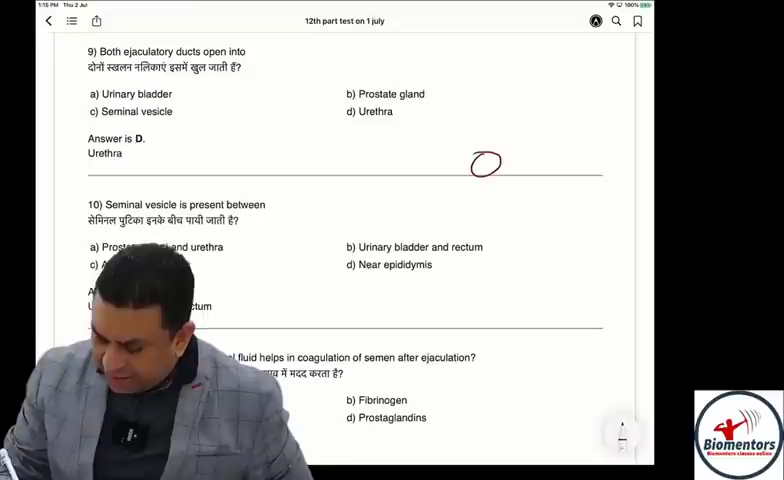 1:15 PM Thu 2 Jul
100%
12th part test on 1 july
9) Both ejaculatory ducts open into
दोनों स्खलन नलिकाएं इसमें खुल जाती हैं?
a) Urinary bladder
b) Prostate gland
c) Seminal vesicle
d) Urethra
Answer is D.
Urethra
10) Seminal vesicle is present between
सेमिनल पुटिका इनके बीच पायी जाती है?
and urethra
b) Urinary bladder and rectum
d) Near epididymis
fluid helps in coagulation of semen after ejaculation?
में मदद करता है?
b) Fibrinogen
d) Prostaglandins
Biomentors
Biomentors classes online